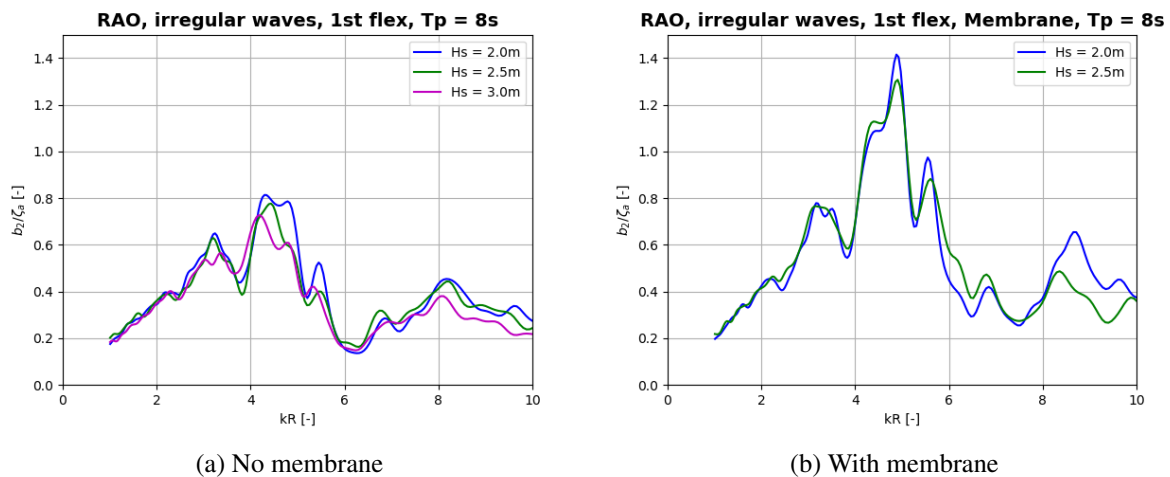 RAO, irregular waves, 1st flex, Tp = 8s
Hs = 2.0m
Hs = 2.5m
Hs = 3.0m
1.4
1.2
1.0
0.8
0.6
0.4
0.2
0.0
b₂/ζₐ [-]
0 2 4 6 8 10
kR [-]
(a) No membrane
RAO, irregular waves, 1st flex, Membrane, Tp = 8s
Hs = 2.0m
Hs = 2.5m
1.4
1.2
1.0
0.8
0.6
0.4
0.2
0.0
b₂/ζₐ [-]
0 2 4 6 8 10
kR [-]
(b) With membrane